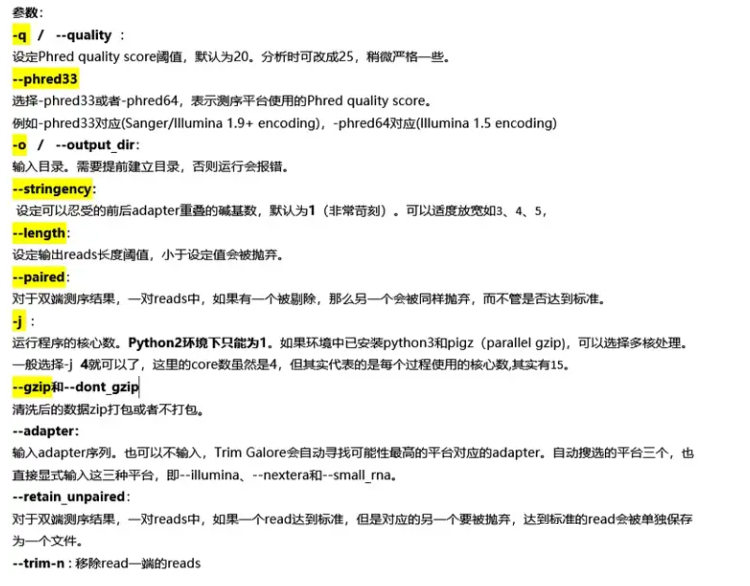 参数：
-q / --quality ：
设定Phred quality score阈值，默认为20。分析时可改成25，稍微严格一些。
--phred33
选择-phred33或者-phred64，表示测序平台使用的Phred quality score。
例如-phred33对应(Sanger/Illumina 1.9+ encoding)，-phred64对应(Illumina 1.5 encoding)
-o / --output_dir：
输入目录。需要提前建立目录，否则运行会报错。
--stringency：
设定可以忍受的前后adapter重叠的碱基数，默认为1（非常苛刻）。可以适度放宽如3、4、5，
--length：
设定输出reads长度阈值，小于设定值会被抛弃。
--paired：
对于双端测序结果，一对reads中，如果有一个被剔除，那么另一个会被同样抛弃，而不管是否达到标准。
-j ：
运行程序的核心数。Python2环境下只能为1。如果环境中已安装python3和pigz（parallel gzip)，可以选择多核处理。
一般选择-j 4就可以了，这里的core数虽然是4，但其实代表的是每个过程使用的核心数,其实有15。
--gzip和--dont_gzip
清洗后的数据zip打包或者不打包。
--adapter：
输入adapter序列。也可以不输入，Trim Galore会自动寻找可能性最高的平台对应的adapter。自动搜选的平台三个，也
直接显式输入这三种平台，即--illumina、--nextera和--small_rna。
--retain_unpaired：
对于双端测序结果，一对reads中，如果一个read达到标准，但是对应的另一个要被抛弃，达到标准的read会被单独保存
为一个文件。
--trim-n : 移除read一端的reads